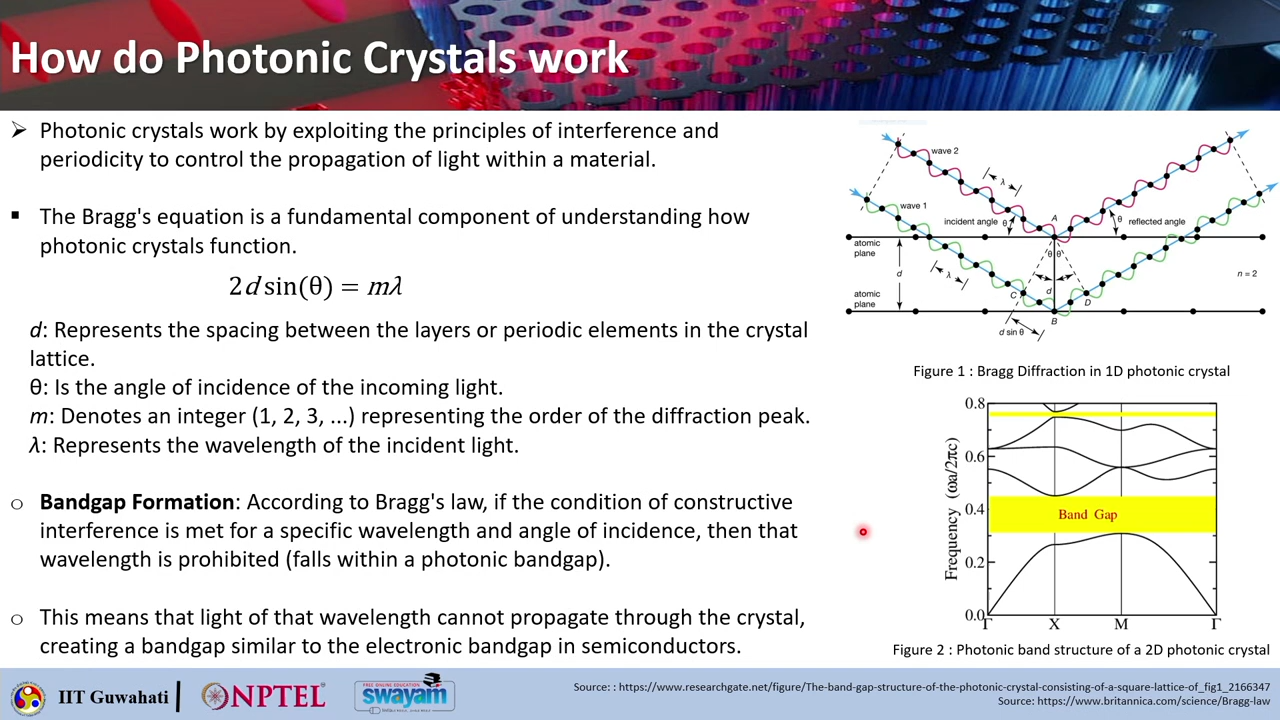 How do Photonic Crystals work
➢ Photonic crystals work by exploiting the principles of interference and
periodicity to control the propagation of light within a material.
▪ The Bragg's equation is a fundamental component of understanding how
photonic crystals function.
2d sin(θ) = mλ
d: Represents the spacing between the layers or periodic elements in the crystal
lattice.
θ: Is the angle of incidence of the incoming light.
m: Denotes an integer (1, 2, 3, ...) representing the order of the diffraction peak.
λ: Represents the wavelength of the incident light.
o Bandgap Formation: According to Bragg's law, if the condition of constructive
interference is met for a specific wavelength and angle of incidence, then that
wavelength is prohibited (falls within a photonic bandgap).
o This means that light of that wavelength cannot propagate through the crystal,
creating a bandgap similar to the electronic bandgap in semiconductors.
wave 2
λ
wave 1
incident angle θ
A
θ reflected angle
atomic
plane
θ θ
d
λ
n = 2
atomic
plane
C
d
D
B
d sin θ
Figure 1 : Bragg Diffraction in 1D photonic crystal
0.8
0.6
0.4
0.2
0.0
Frequency (ωa/2πc)
Band Gap
Γ X M Γ
Figure 2 : Photonic band structure of a 2D photonic crystal
IIT Guwahati
NPTEL
FREE ONLINE EDUCATION
swayam
Source: : https://www.researchgate.net/figure/The-band-gap-structure-of-the-photonic-crystal-consisting-of-a-square-lattice-of_fig1_2166347
Source: https://www.britannica.com/science/Bragg-law